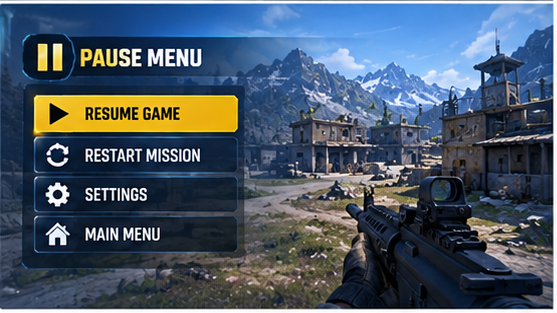 PAUSE MENU
RESUME GAME
RESTART MISSION
SETTINGS
MAIN MENU